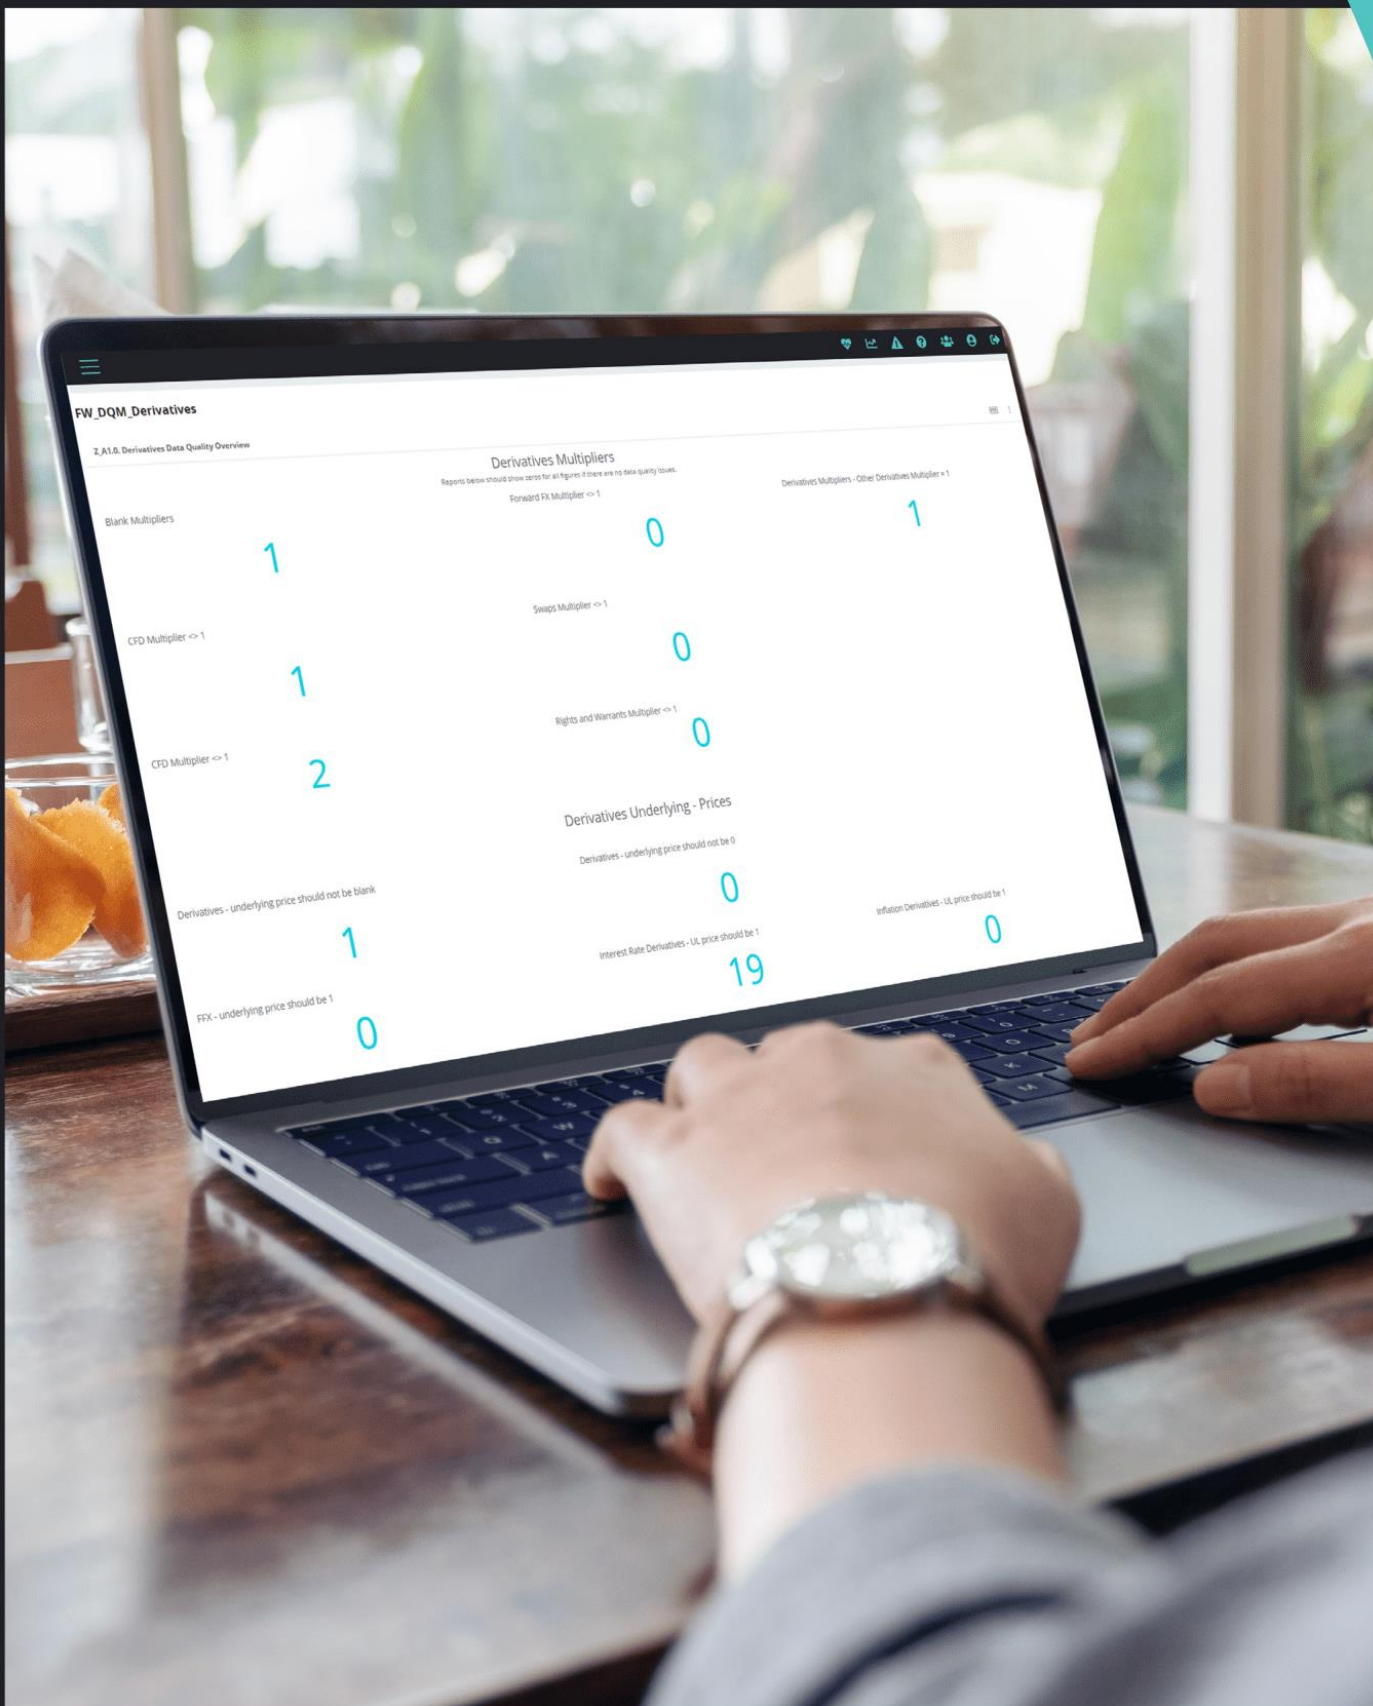 FW_DQM_Derivatives
Z_A1.0. Derivatives Data Quality Overview
Derivatives Multipliers
Reports below should show zeros for all figures if there are no data quality issues.
Blank Multipliers
1
Forward FX Multiplier <> 1
0
Derivatives Multipliers - Other Derivatives Multiplier = 1
1
CFD Multiplier <> 1
1
Swaps Multiplier <> 1
0
CFD Multiplier <> 1
2
Rights and Warrants Multiplier <> 1
0
Derivatives Underlying - Prices
Derivatives - underlying price should not be blank
1
Derivatives - underlying price should not be 0
0
FFX - underlying price should be 1
0
Interest Rate Derivatives - UL price should be 1
19
Inflation Derivatives - UL price should be 1
0